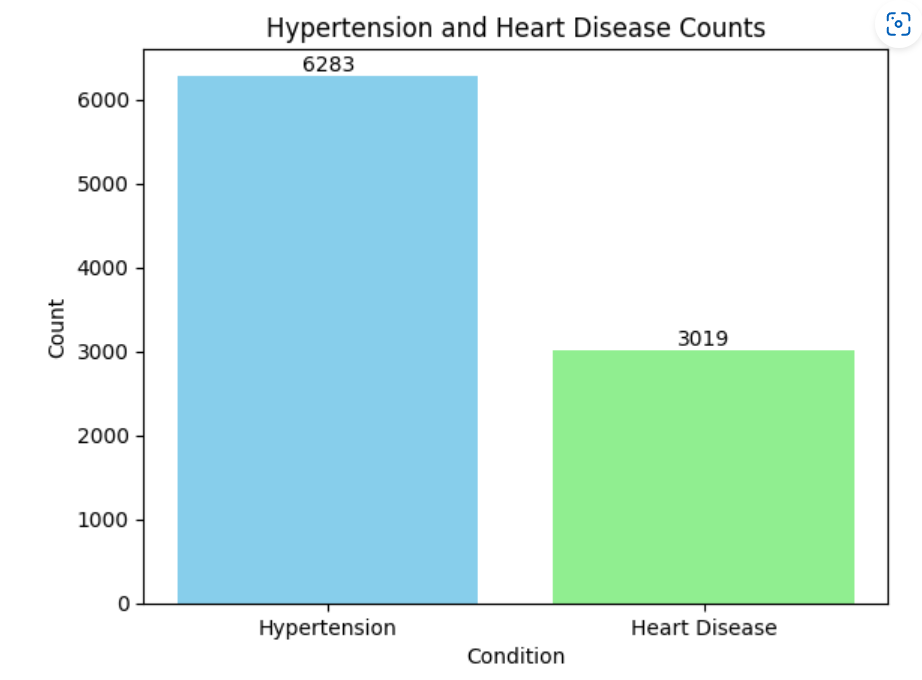 Hypertension and Heart Disease Counts
6283
6000
5000
4000
3019
3000
2000
1000
0
Count
Hypertension
Heart Disease
Condition